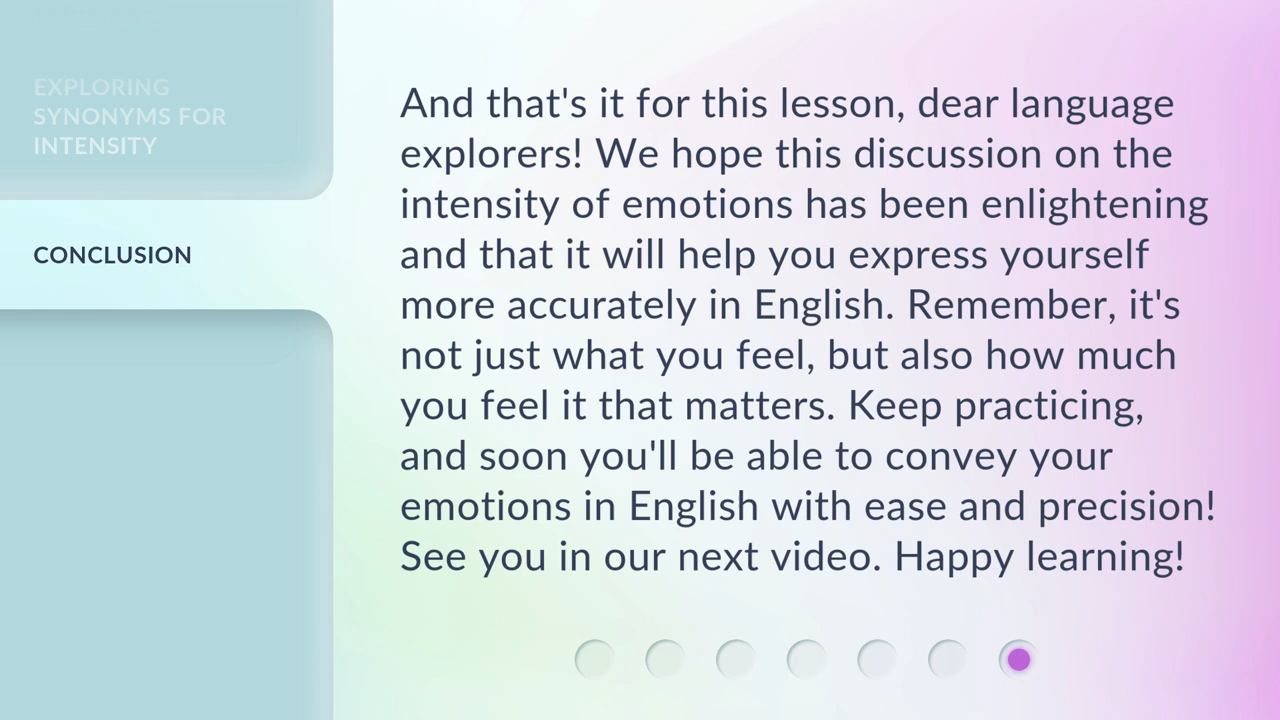 EXPLORING
SYNONYMS FOR
INTENSITY
CONCLUSION
And that's it for this lesson, dear language
explorers! We hope this discussion on the
intensity of emotions has been enlightening
and that it will help you express yourself
more accurately in English. Remember, it's
not just what you feel, but also how much
you feel it that matters. Keep practicing,
and soon you'll be able to convey your
emotions in English with ease and precision!
See you in our next video. Happy learning!